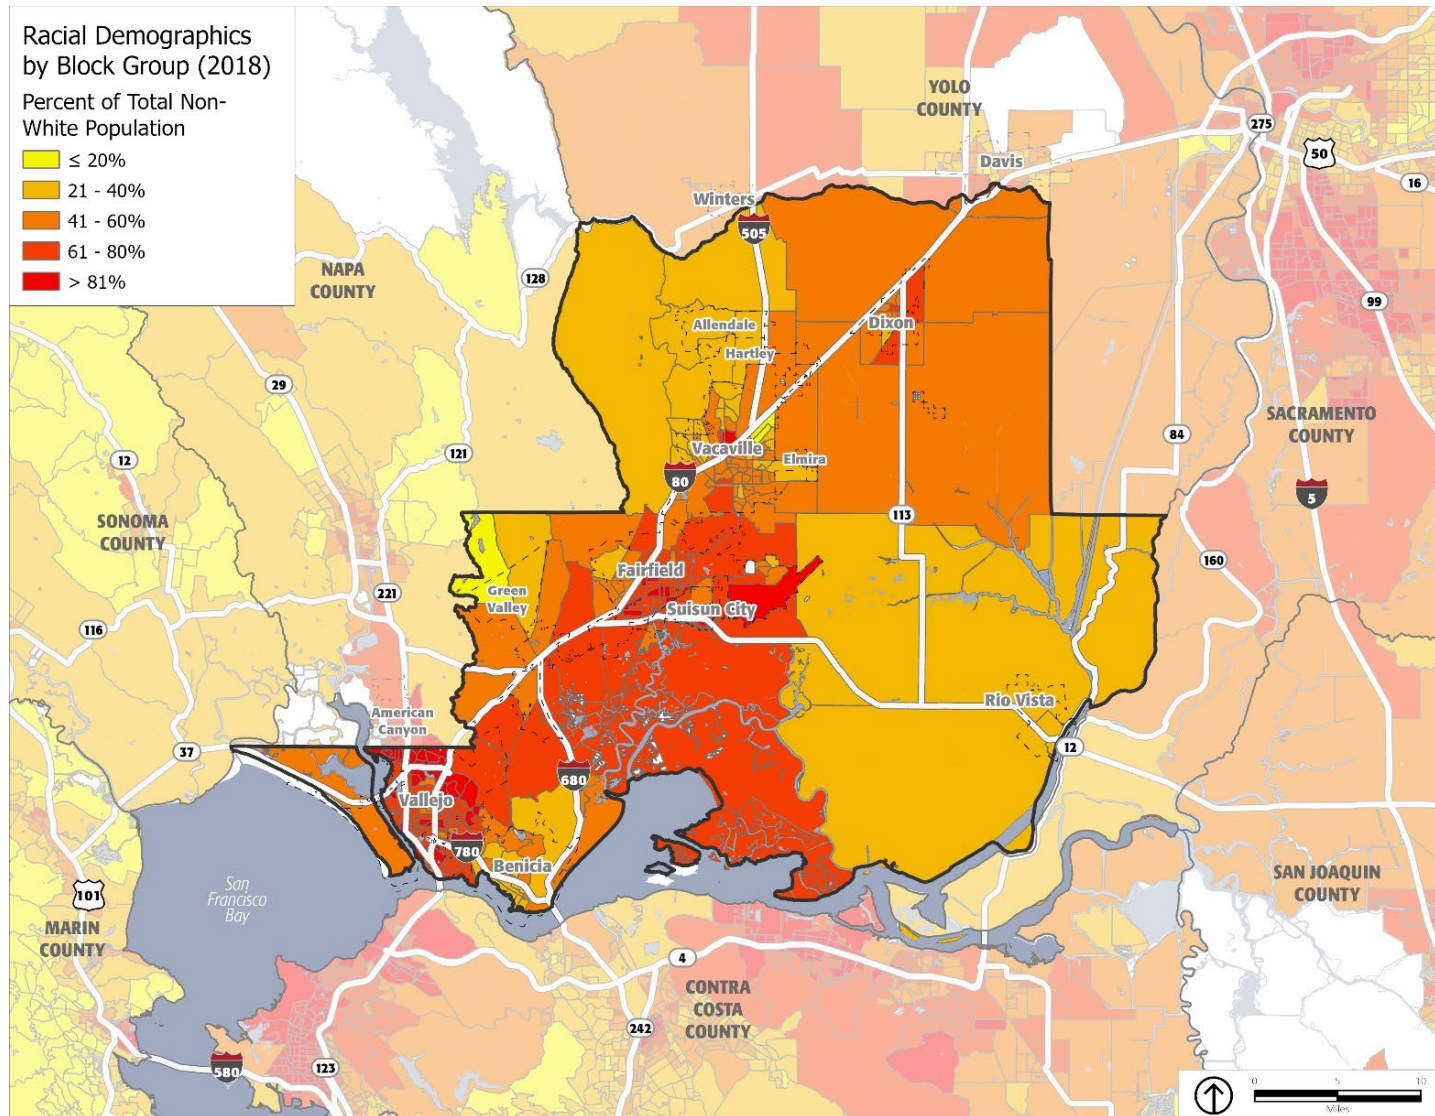 Racial Demographics
by Block Group (2018)
Percent of Total Non-
White Population
≤ 20%
21 - 40%
41 - 60%
61 - 80%
> 81%
YOLO
COUNTY
275
50
Davis
16
Winters
505
NAPA
COUNTY
128
99
Allendale
Dixon
Hartley
29
SACRAMENTO
COUNTY
84
121
12
Vacaville
Elmira
80
5
SONOMA
COUNTY
113
160
Fairfield
221
Green
Valley
Suisun City
116
Rio Vista
American
Canyon
37
12
680
Vallejo
780
Benicia
San
Francisco
Bay
101
SAN JOAQUIN
COUNTY
MARIN
COUNTY
4
CONTRA
COSTA
COUNTY
242
580
123
0
5
10
Miles